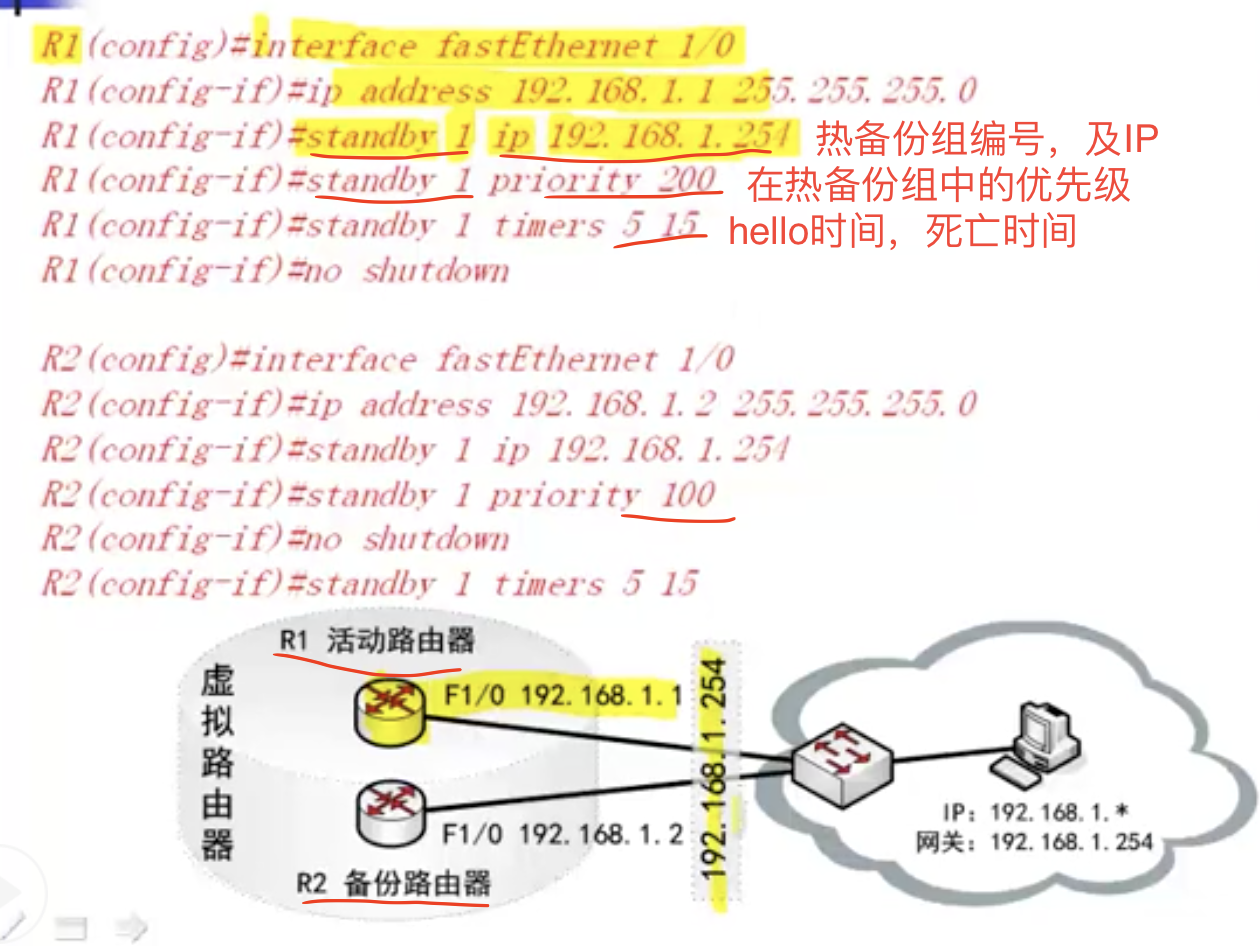 R1(config)#interface fastEthernet 1/0
R1(config-if)#ip address 192.168.1.1 255.255.255.0
R1(config-if)#standby 1 ip 192.168.1.254 热备份组编号，及IP
R1(config-if)#standby 1 priority 200 在热备份组中的优先级
R1(config-if)#standby 1 timers 5 15 hello时间，死亡时间
R1(config-if)#no shutdown
R2(config)#interface fastEthernet 1/0
R2(config-if)#ip address 192.168.1.2 255.255.255.0
R2(config-if)#standby 1 ip 192.168.1.254
R2(config-if)#standby 1 priority 100
R2(config-if)#no shutdown
R2(config-if)#standby 1 timers 5 15
虚拟路由器
R1 活动路由器
F1/0 192.168.1.1
F1/0 192.168.1.2
R2 备份路由器
192.168.1.254
IP：192.168.1.*
网关：192.168.1.254